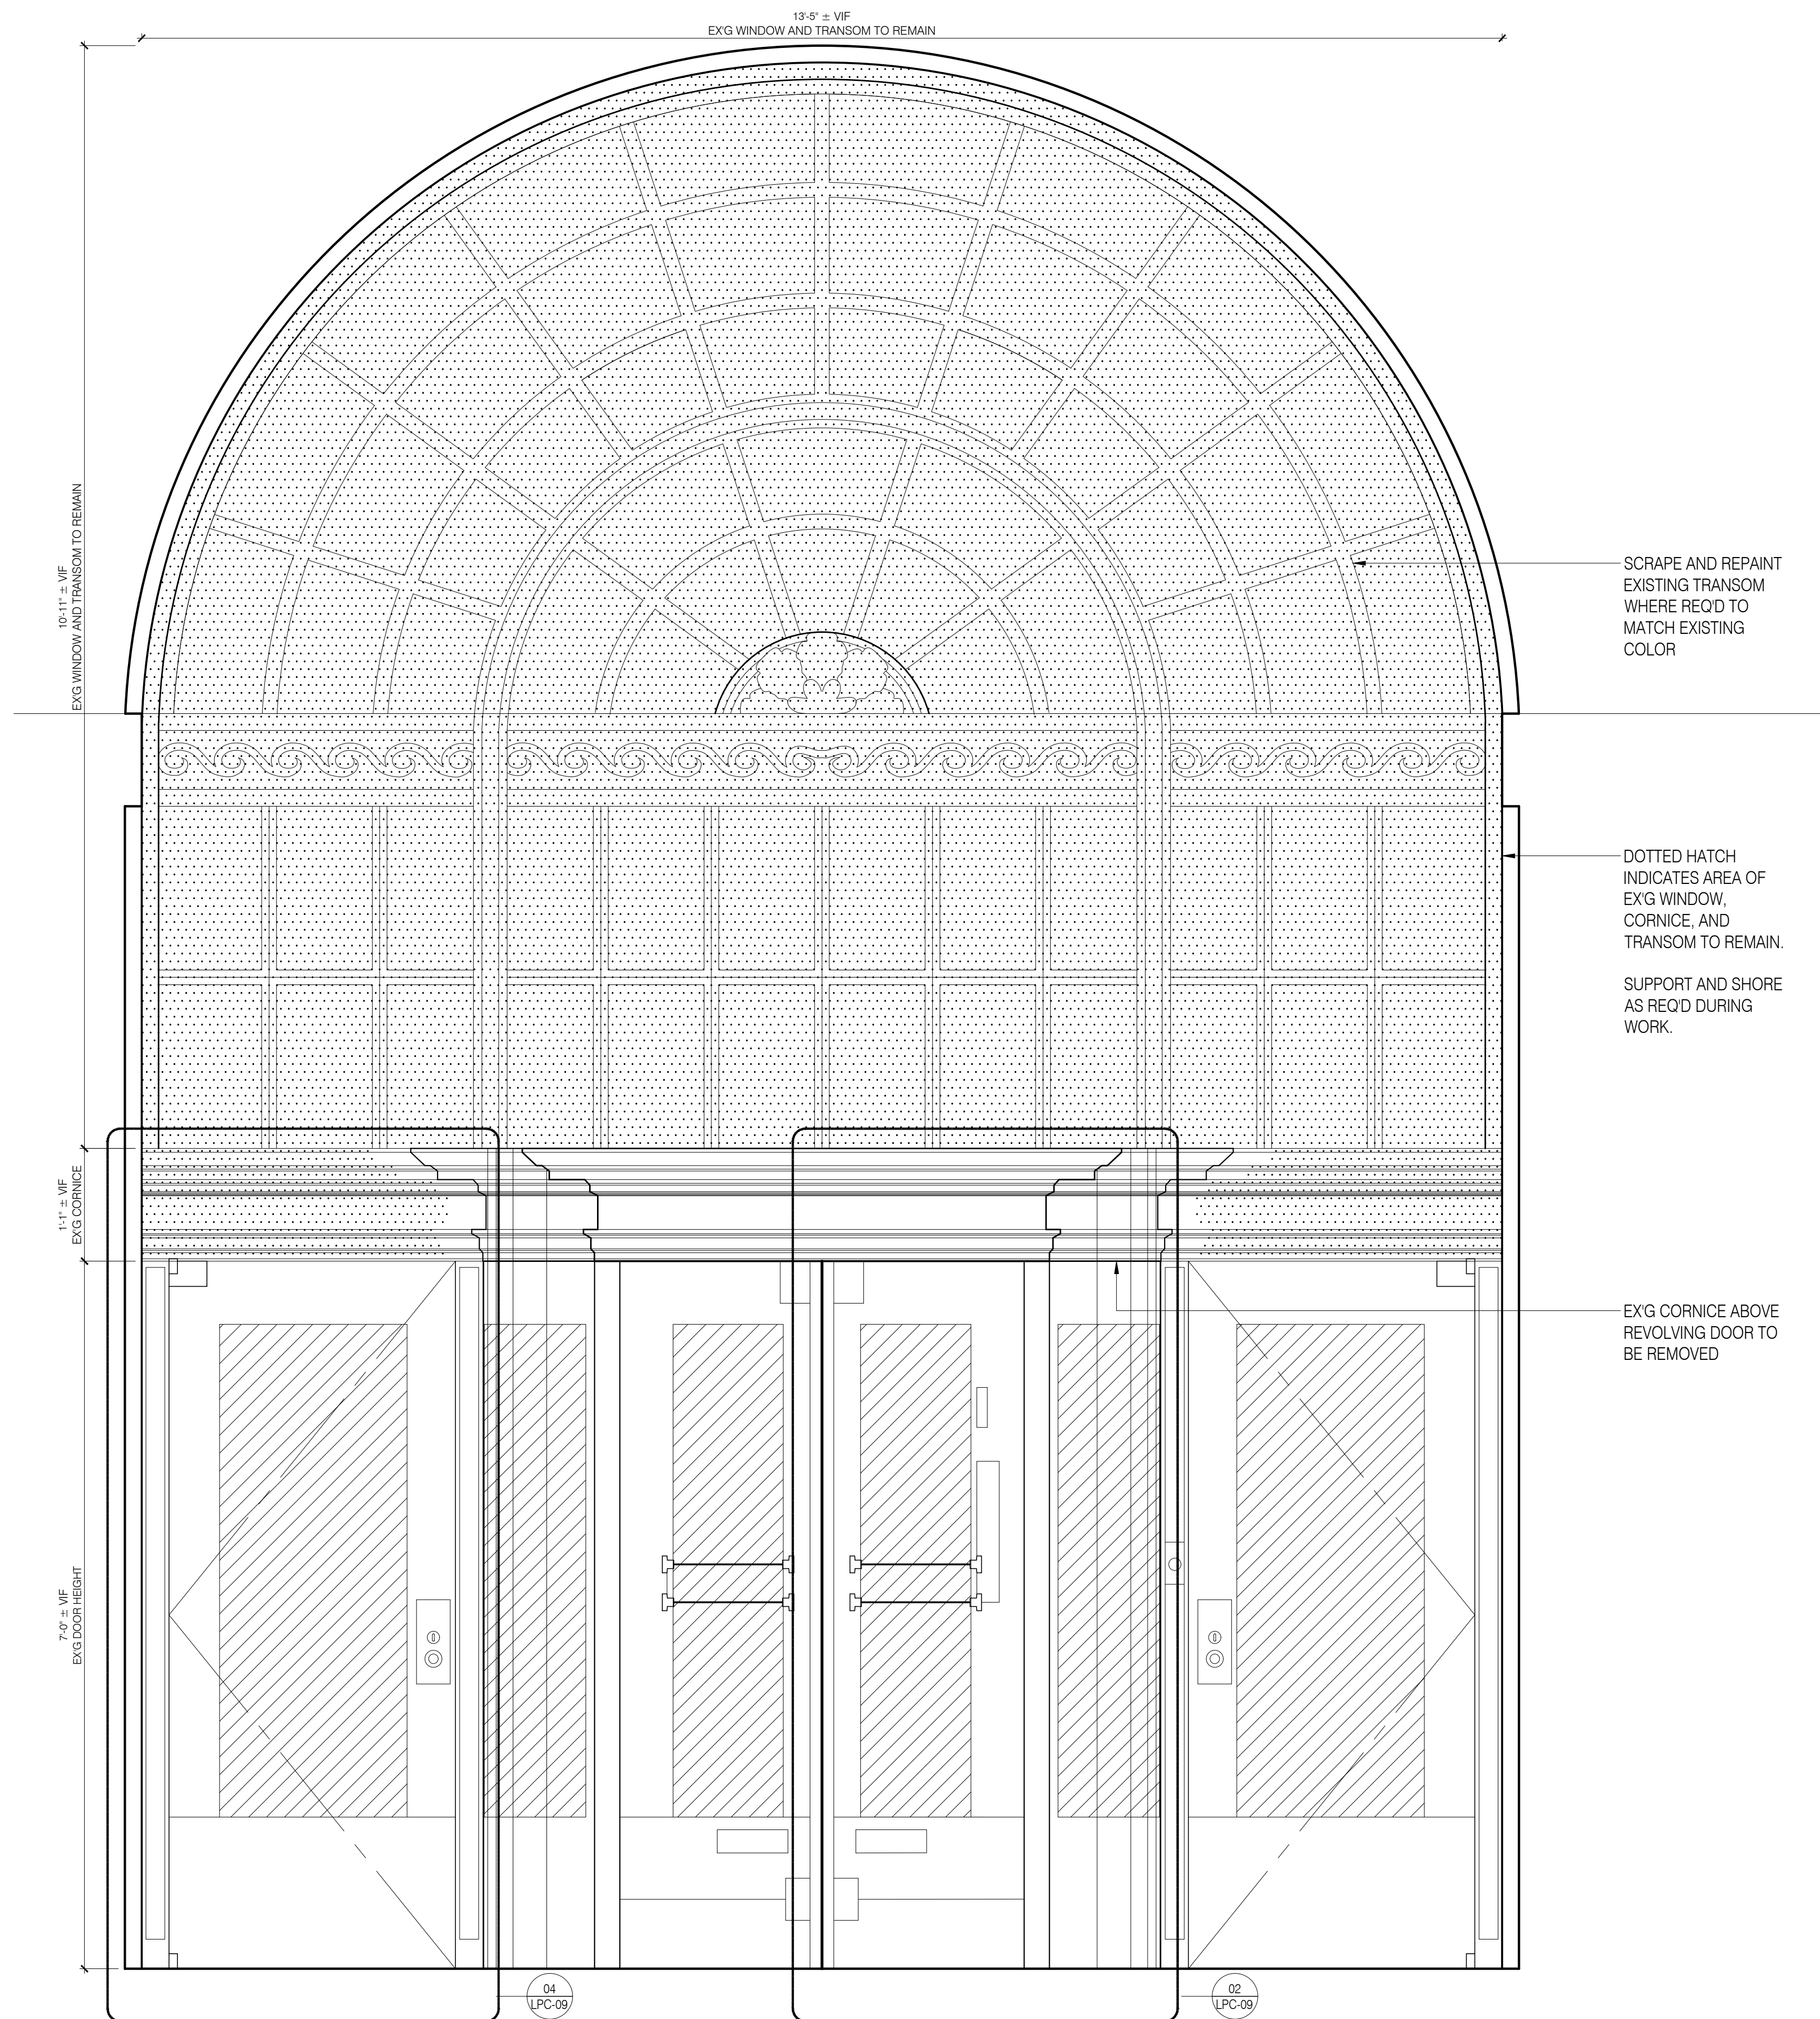 13'-5" ± VIF
EX'G WINDOW AND TRANSOM TO REMAIN
10'-11" ± VIF
EX'G WINDOW AND TRANSOM TO REMAIN
SCRAPE AND REPAINT
EXISTING TRANSOM
WHERE REQ'D TO
MATCH EXISTING
COLOR
DOTTED HATCH
INDICATES AREA OF
EX'G WINDOW,
CORNICE, AND
TRANSOM TO REMAIN.
SUPPORT AND SHORE
AS REQ'D DURING
WORK.
1'-1" ± VIF
EX'G CORNICE
EX'G CORNICE ABOVE
REVOLVING DOOR TO
BE REMOVED
7'-0" ± VIF
EX'G DOOR HEIGHT
04
LPC-09
02
LPC-09